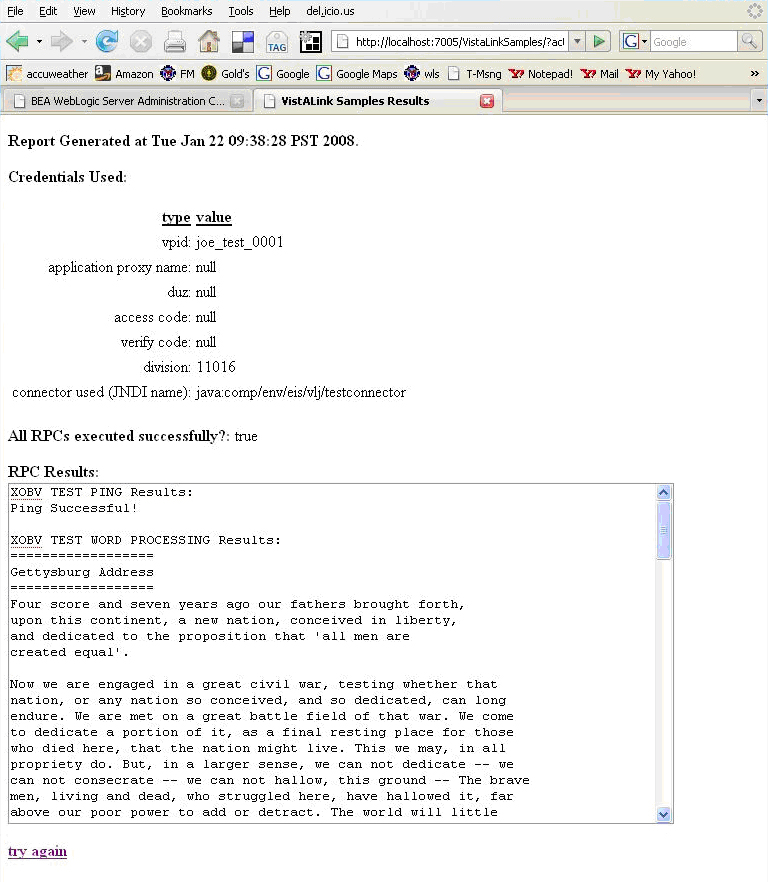 File Edit View History Bookmarks Tools Help del.icio.us
TAG http://localhost:7005/VistaLinkSamples/?act G Google
accuweather Amazon FM Gold's Google Google Maps wls T-Msng Notepad! Mail My Yahoo! »
BEA WebLogic Server Administration C... VistALink Samples Results
Report Generated at Tue Jan 22 09:38:28 PST 2008.
Credentials Used:
type value
vpid: joe_test_0001
application proxy name: null
duz: null
access code: null
verify code: null
division: 11016
connector used (JNDI name): java:comp/env/eis/vlj/testconnector
All RPCs executed successfully?: true
RPC Results:
XOBV TEST PING Results:
Ping Successful!
XOBV TEST WORD PROCESSING Results:
==================
Gettysburg Address
==================
Four score and seven years ago our fathers brought forth,
upon this continent, a new nation, conceived in liberty,
and dedicated to the proposition that 'all men are
created equal'.
Now we are engaged in a great civil war, testing whether that
nation, or any nation so conceived, and so dedicated, can long
endure. We are met on a great battle field of that war. We come
to dedicate a portion of it, as a final resting place for those
who died here, that the nation might live. This we may, in all
propriety do. But, in a larger sense, we can not dedicate -- we
can not consecrate -- we can not hallow, this ground -- The brave
men, living and dead, who struggled here, have hallowed it, far
above our poor power to add or detract. The world will little
try again